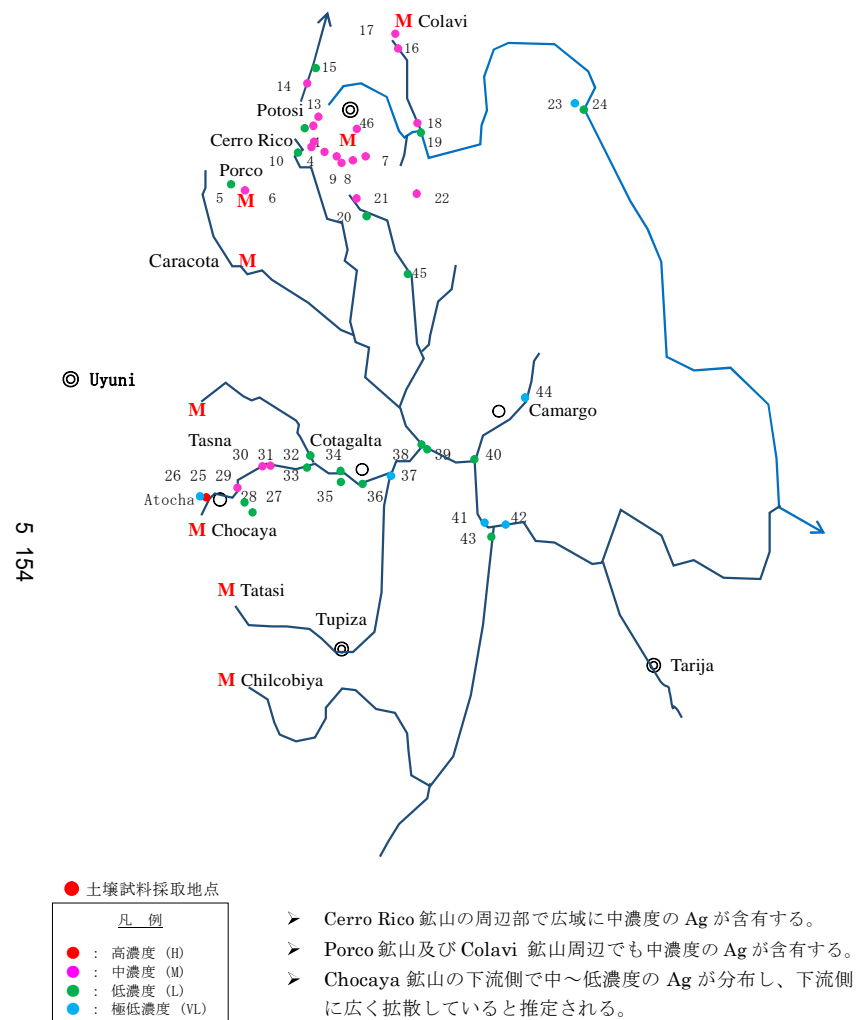 17 M Colavi
16
15
14
13
Potosi
46
M
18
19
23 24
Cerro Rico
1
10 4
9 8
7
Porco
5 M 6
21
22
20
Caracota M
45
Uyuni
M
44
Camargo
Tasna
Cotagalta
30 31 32 34
38 39 40
33
37
26 25 29
35 36
Atocha
28 27
M Chocaya
41 42
43
M Tatasi
Tupiza
Tarija
M Chilcobiya
5 154
土壌試料採取地点
凡 例
： 高濃度 (H)
： 中濃度 (M)
： 低濃度 (L)
： 極低濃度 (VL)
➢ Cerro Rico 鉱山の周辺部で広域に中濃度の Ag が含有する。
➢ Porco 鉱山及び Colavi 鉱山周辺でも中濃度の Ag が含有する。
➢ Chocaya 鉱山の下流側で中～低濃度の Ag が分布し、下流側
に広く拡散していると推定される。